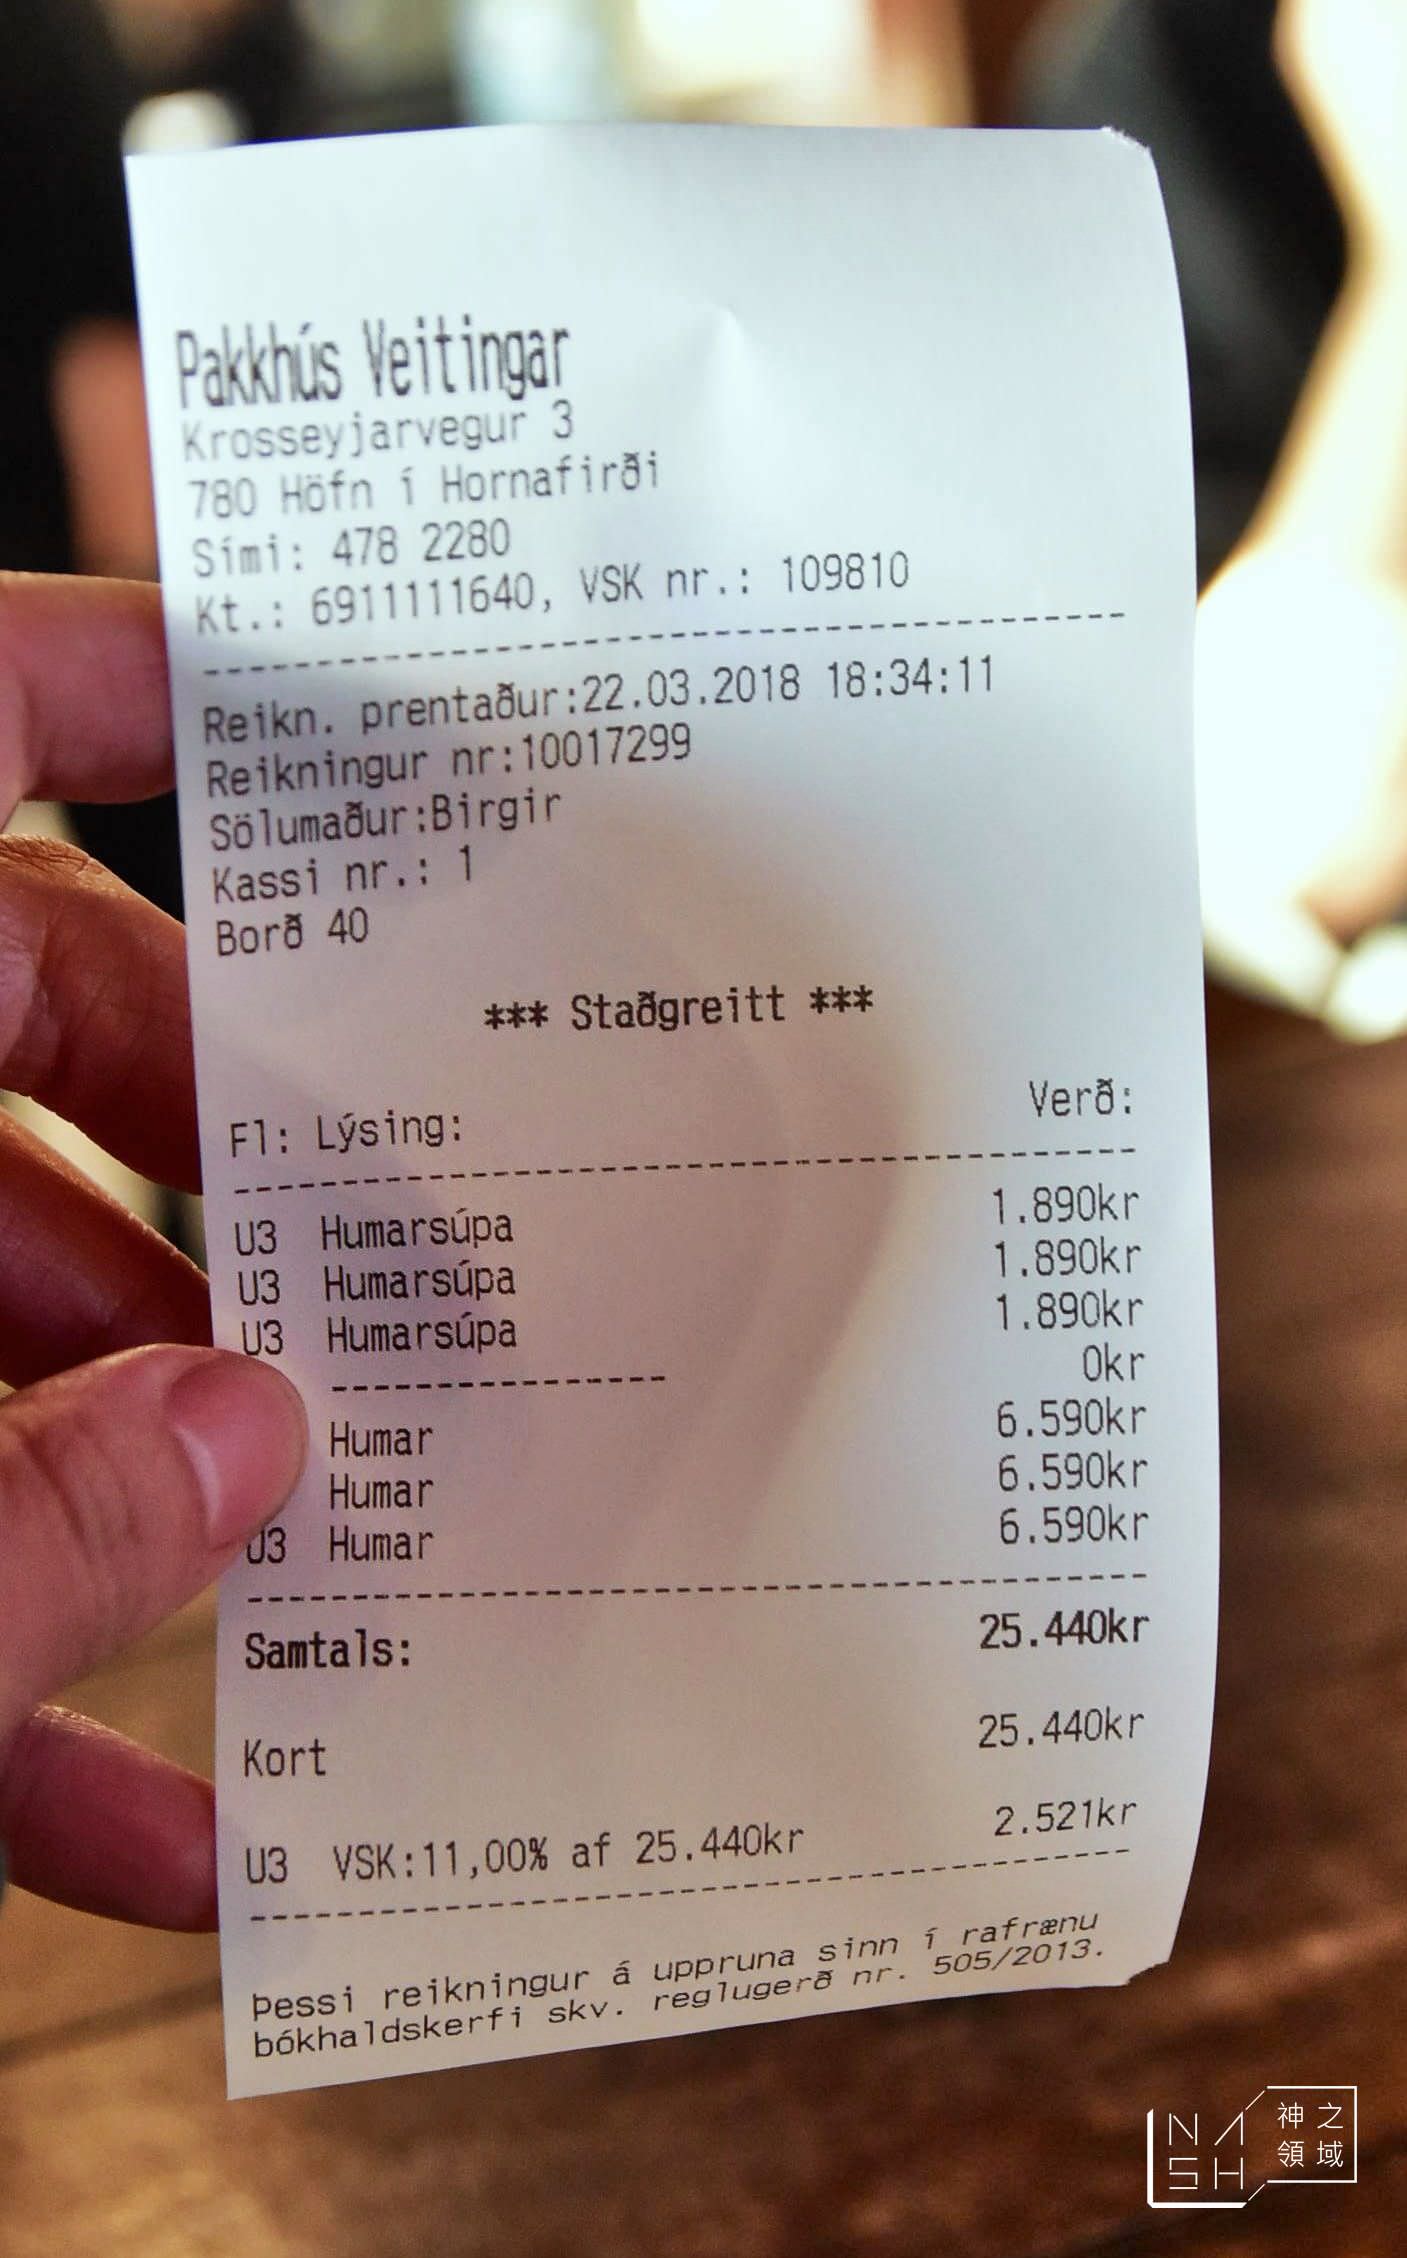 Pakkhús Veitingar
Krosseyjarvegur 3
780 Höfn í Hornafirði
Sími: 478 2280
Kt.: 6911111640, VSK nr.: 109810
Reikn. prentaður:22.03.2018 18:34:11
Reikningur nr:10017299
Sölumaður:Birgir
Kassi nr.: 1
Borð 40
*** Staðgreitt ***
Fl: Lýsing: Verð:
U3 Humarsúpa 1.890kr
U3 Humarsúpa 1.890kr
U3 Humarsúpa 1.890kr
---------------- 0kr
Humar 6.590kr
Humar 6.590kr
U3 Humar 6.590kr
Samtals: 25.440kr
Kort 25.440kr
U3 VSK:11,00% af 25.440kr 2.521kr
Þessi reikningur á uppruna sinn í rafrænu
bókhaldskerfi skv. reglugerð nr. 505/2013.
NASH 神之領域